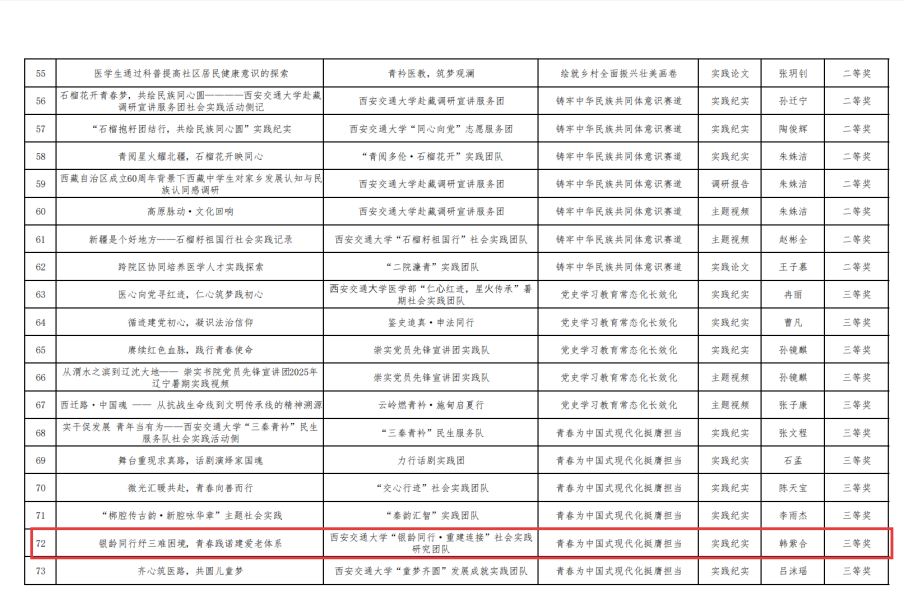 55 医学生通过科普提高社区居民健康意识的探索 青衿医教，筑梦观澜 绘就乡村全面振兴壮美画卷 实践论文 张玥钊 二等奖
56 石榴花开青春梦，共绘民族同心圆————西安交通大学赴藏调研宣讲服务团社会实践活动侧记 西安交通大学赴藏调研宣讲服务团 铸牢中华民族共同体意识赛道 实践纪实 孙迁宁 二等奖
57 “石榴抱籽团结行，共绘民族同心圆”实践纪实 西安交通大学“同心向党”志愿服务团 铸牢中华民族共同体意识赛道 实践纪实 陶俊辉 二等奖
58 青阅星火耀北疆，石榴花开映同心 “青阅多伦·石榴花开”实践团队 铸牢中华民族共同体意识赛道 实践纪实 朱姝洁 二等奖
59 西藏自治区成立60周年背景下西藏中学生对家乡发展认知与民族认同感调研 西安交通大学赴藏调研宣讲服务团 铸牢中华民族共同体意识赛道 调研报告 朱姝洁 二等奖
60 高原脉动·文化回响 西安交通大学赴藏调研宣讲服务团 铸牢中华民族共同体意识赛道 主题视频 朱姝洁 二等奖
61 新疆是个好地方——石榴籽祖国行社会实践记录 西安交通大学“石榴籽祖国行”社会实践团队 铸牢中华民族共同体意识赛道 主题视频 赵彬全 二等奖
62 跨院区协同培养医学人才实践探索 “二院濂青”实践团队 铸牢中华民族共同体意识赛道 实践论文 王子慕 二等奖
63 医心向党寻红迹，仁心筑梦践初心 西安交通大学医学部“仁心红迹，星火传承”暑期社会实践团队 党史学习教育常态化长效化 实践纪实 冉丽 三等奖
64 循迹建党初心，凝识法治信仰 鉴史追真·申法同行 党史学习教育常态化长效化 实践纪实 曹凡 三等奖
65 赓续红色血脉，践行青春使命 崇实党员先锋宣讲团实践队 党史学习教育常态化长效化 实践纪实 孙镜麒 三等奖
66 从渭水之滨到辽沈大地—— 崇实书院党员先锋宣讲团2025年辽宁暑期实践视频 崇实党员先锋宣讲团实践队 党史学习教育常态化长效化 主题视频 孙镜麒 三等奖
67 西迁路·中国魂 —— 从抗战生命线到文明传承线的精神溯源 云岭燃青衿·施甸启夏行 党史学习教育常态化长效化 主题视频 张子康 三等奖
68 实干促发展 青年当有为——西安交通大学“三秦青衿”民生服务队社会实践活动侧 “三秦青衿”民生服务队 青春为中国式现代化挺膺担当 实践纪实 张文程 三等奖
69 舞台重现求真路，话剧演绎家国魂 力行话剧实践团 青春为中国式现代化挺膺担当 实践纪实 石孟 三等奖
70 微光汇暖共赴，青春向善而行 “交心行迹”社会实践团队 青春为中国式现代化挺膺担当 实践纪实 陈天宝 三等奖
71 “梆腔传古韵·新腔咏华章”主题社会实践 “秦韵汇智”实践团队 青春为中国式现代化挺膺担当 实践纪实 李雨杰 三等奖
72 银龄同行纾三难困境，青春践诺建爱老体系 西安交通大学“银龄同行·重建连接”社会实践研究团队 青春为中国式现代化挺膺担当 实践纪实 韩紫合 三等奖
73 齐心筑医路，共圆儿童梦 西安交通大学“童梦齐圆”发展成就实践团队 青春为中国式现代化挺膺担当 实践纪实 吕沫瑶 三等奖